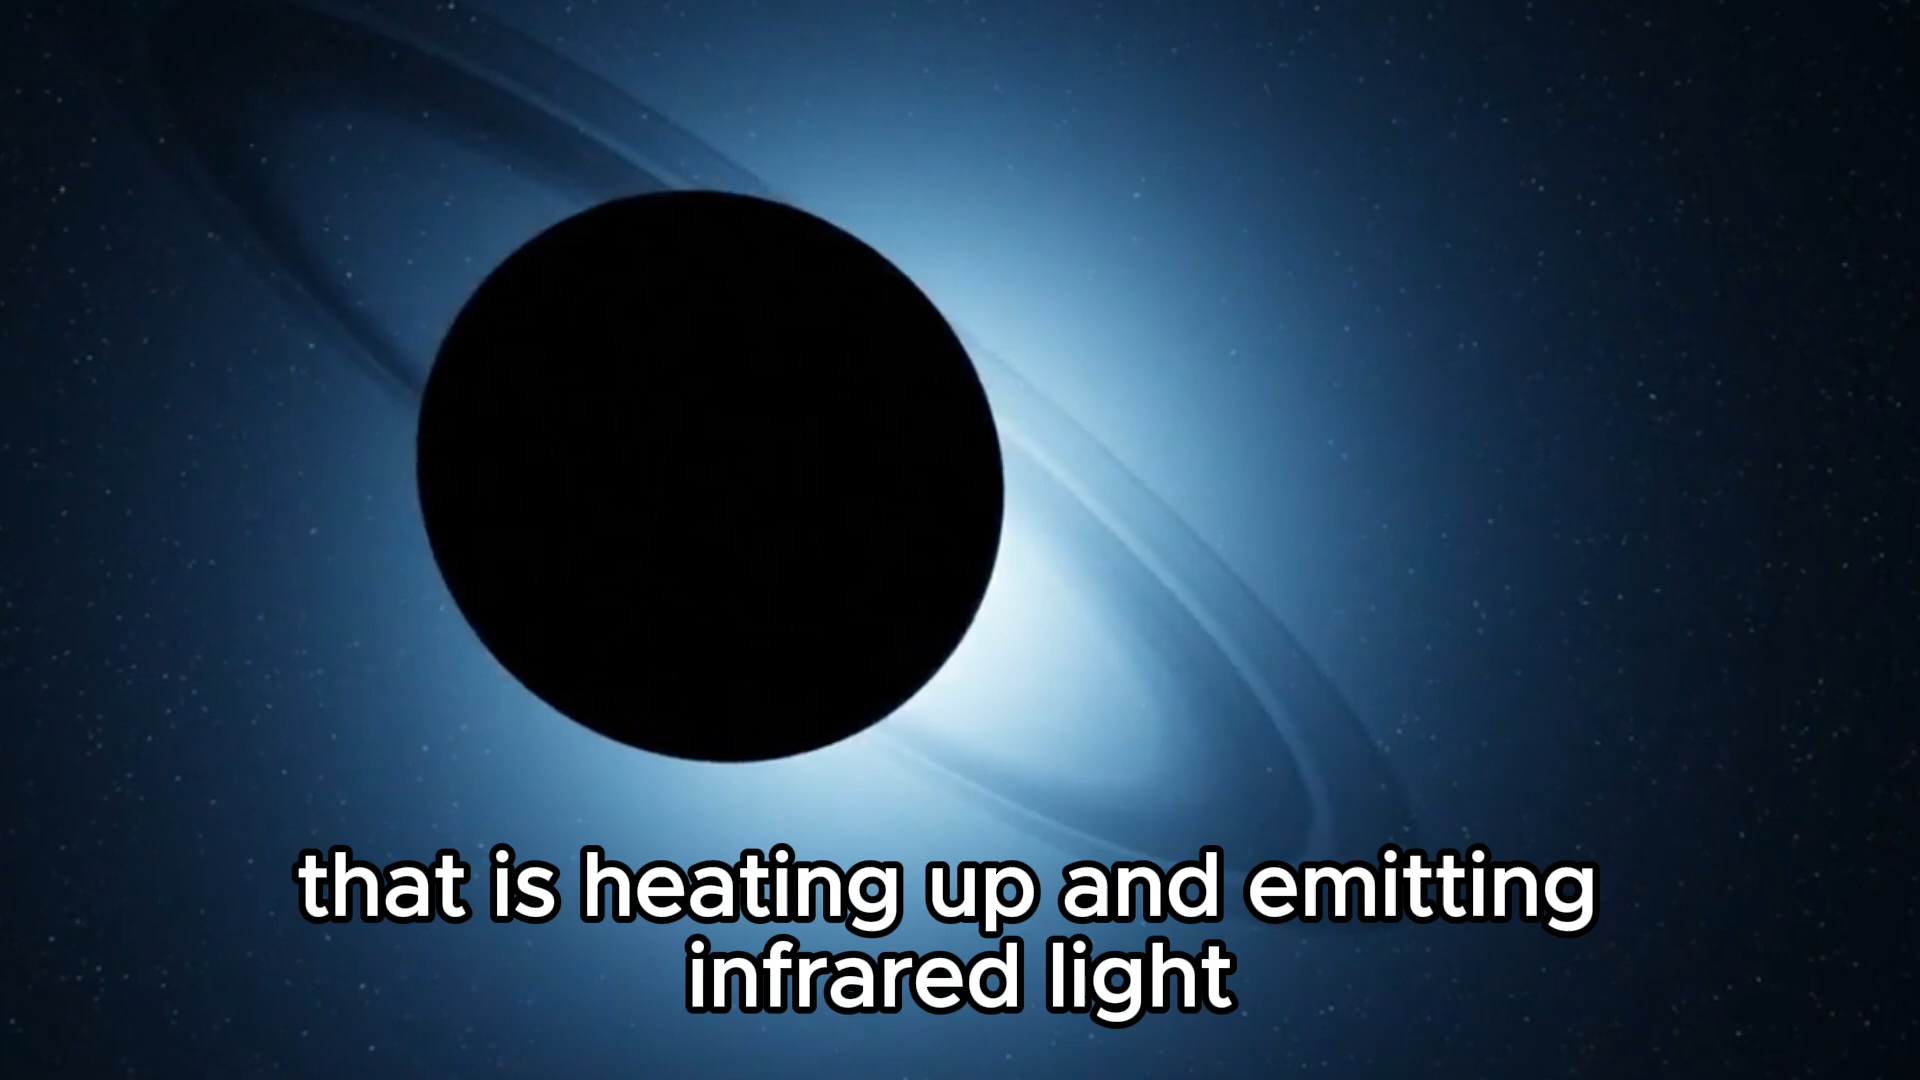 that is heating up and emitting
infrared light